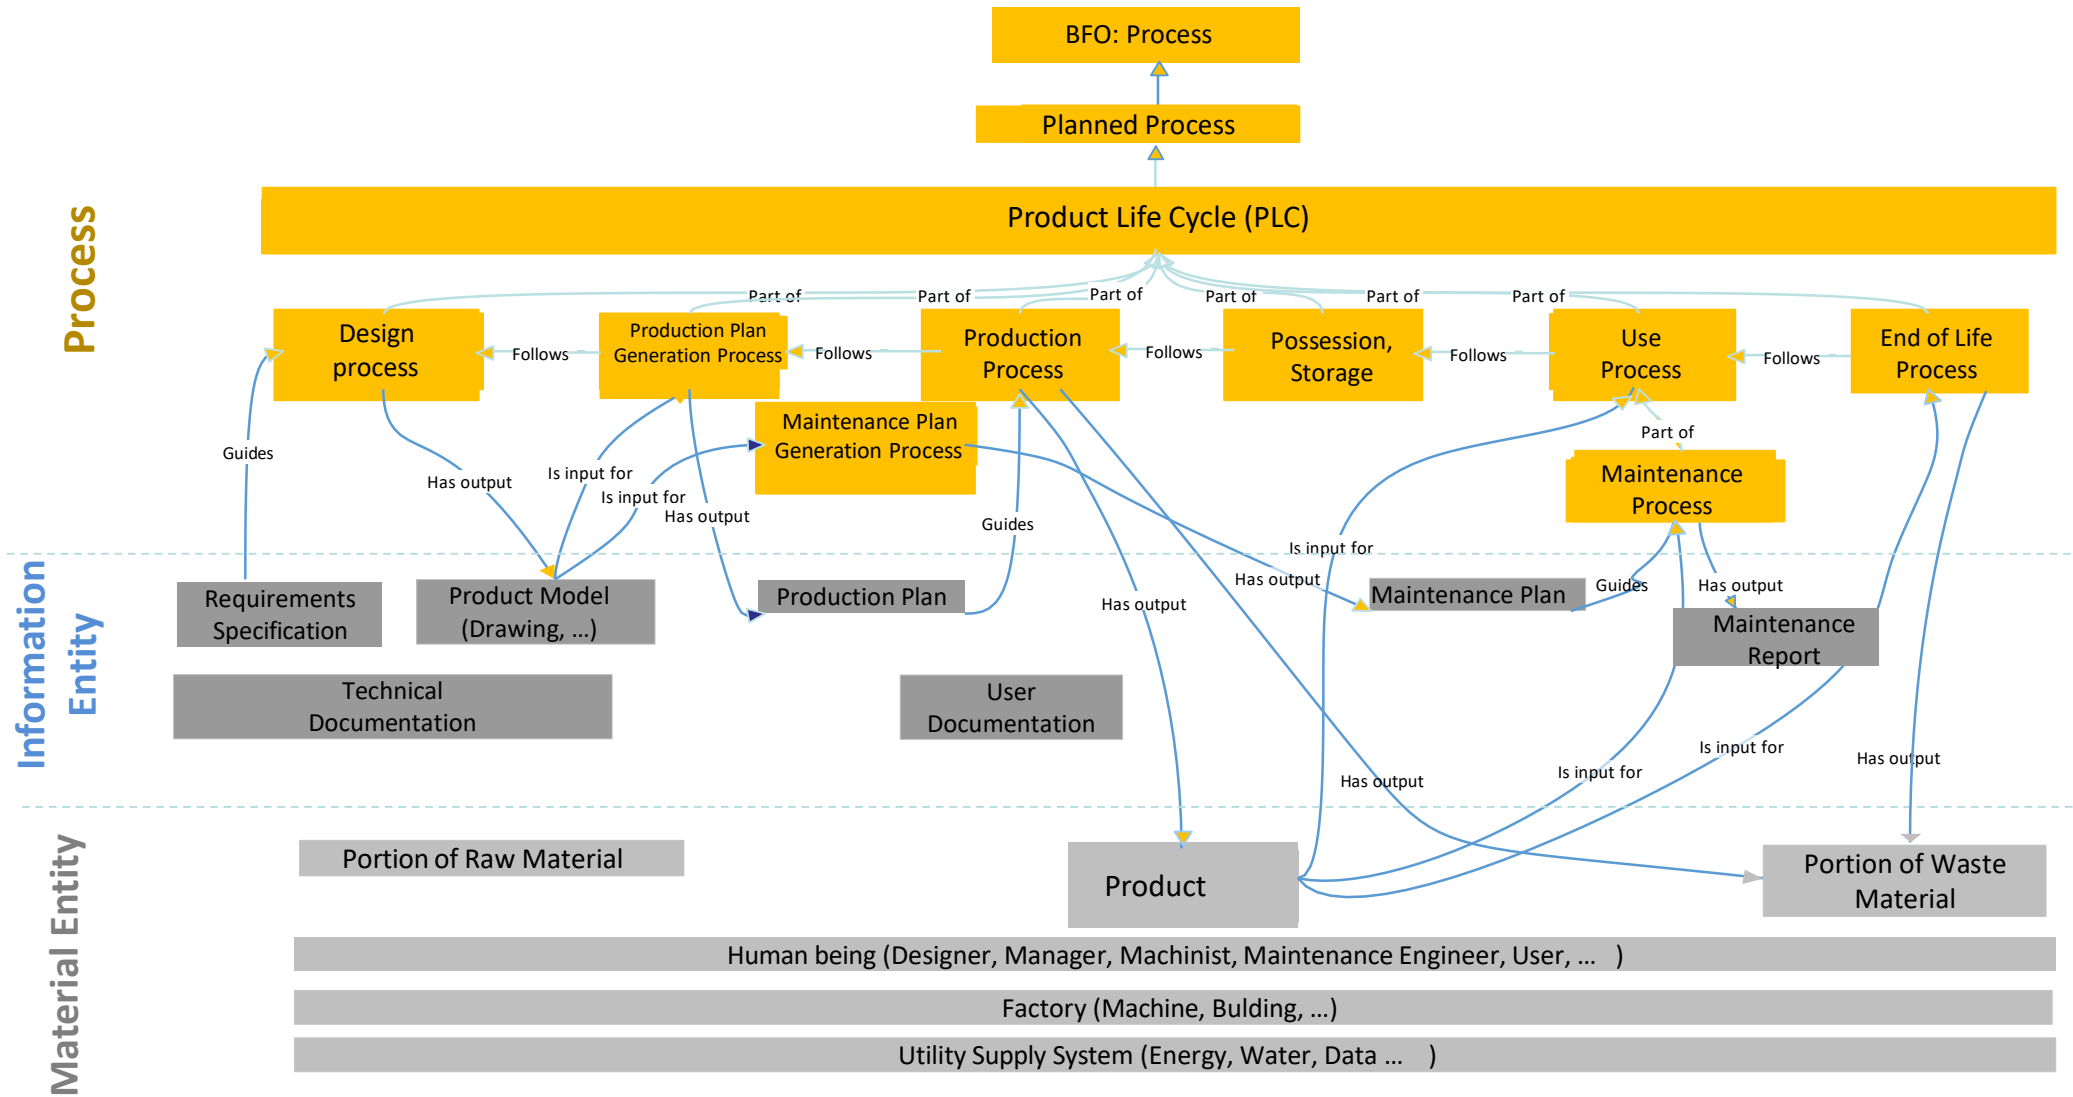 BFO: Process
Planned Process
Product Life Cycle (PLC)
Process
Part of
Part of
Part of
Part of
Part of
Part of
Design
process
Production Plan
Generation Process
Production
Process
Possession,
Storage
Use
Process
End of Life
Process
Follows
Follows
Follows
Follows
Follows
Maintenance Plan
Generation Process
Part of
Maintenance
Process
Guides
Has output
Is input for
Is input for
Has output
Guides
Is input for
Has output
Has output
Guides
Has output
Information
Entity
Requirements
Specification
Product Model
(Drawing, ...)
Production Plan
Maintenance Plan
Maintenance
Report
Technical
Documentation
User
Documentation
Is input for
Is input for
Has output
Has output
Material Entity
Portion of Raw Material
Product
Portion of Waste
Material
Human being (Designer, Manager, Machinist, Maintenance Engineer, User, ... )
Factory (Machine, Bulding, ...)
Utility Supply System (Energy, Water, Data ... )